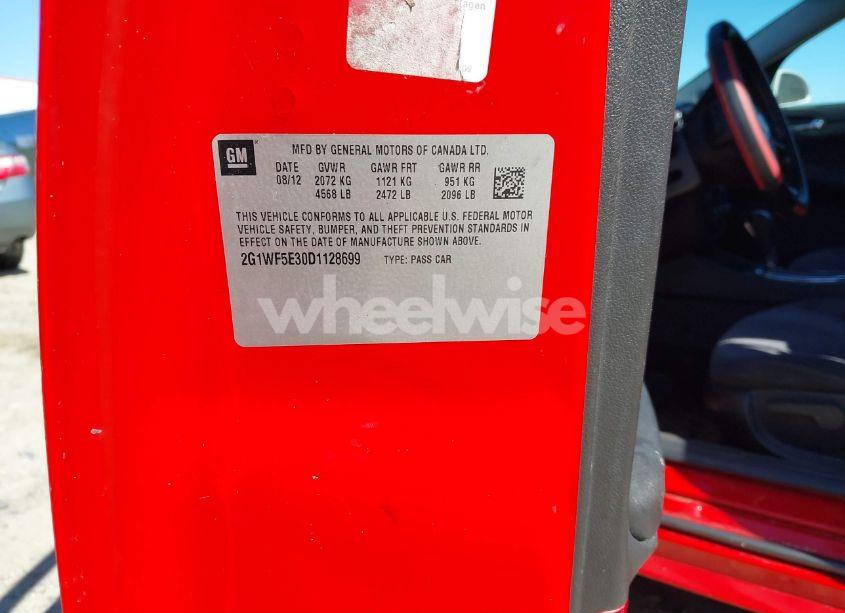 agen
GM
MFD BY GENERAL MOTORS OF CANADA LTD.
DATE GVWR GAWR FRT GAWR RR
08/12 2072 KG 1121 KG 951 KG
4568 LB 2472 LB 2096 LB
THIS VEHICLE CONFORMS TO ALL APPLICABLE U.S. FEDERAL MOTOR
VEHICLE SAFETY, BUMPER, AND THEFT PREVENTION STANDARDS IN
EFFECT ON THE DATE OF MANUFACTURE SHOWN ABOVE.
2G1WF5E30D1128699 TYPE: PASS CAR
wheelwise